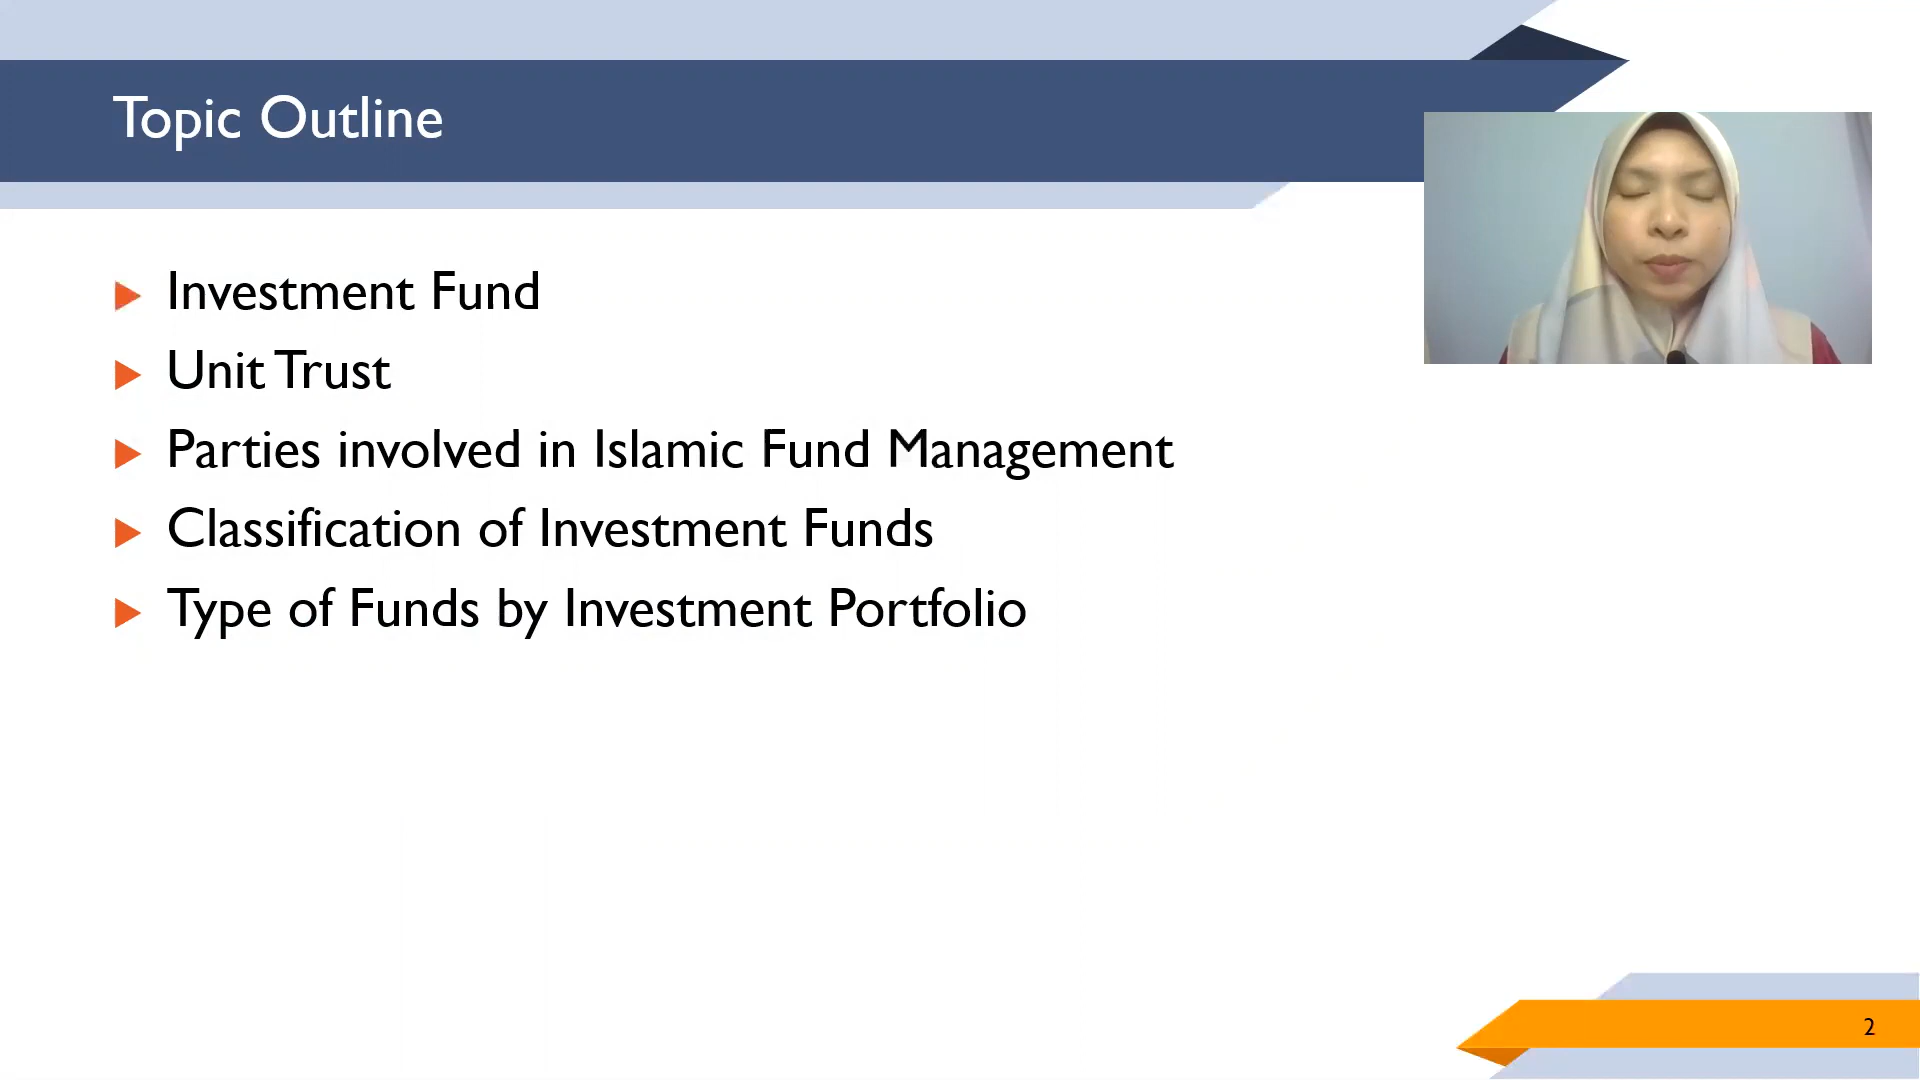 Topic Outline
Investment Fund
Unit Trust
Parties involved in Islamic Fund Management
Classification of Investment Funds
Type of Funds by Investment Portfolio
2